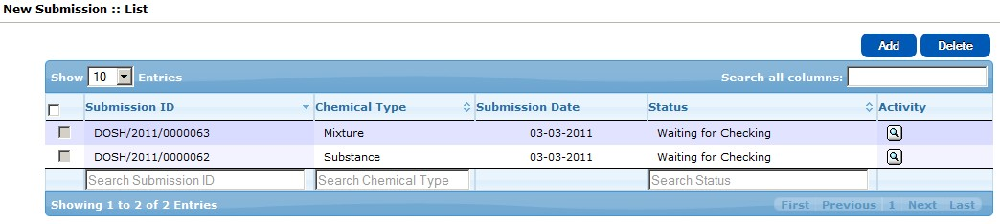 New Submission :: List
Add Delete
Show 10 Entries Search all columns:
Submission ID Chemical Type Submission Date Status Activity
DOSH/2011/0000063 Mixture 03-03-2011 Waiting for Checking
DOSH/2011/0000062 Substance 03-03-2011 Waiting for Checking
Search Submission ID Search Chemical Type Search Status
Showing 1 to 2 of 2 Entries First Previous 1 Next Last